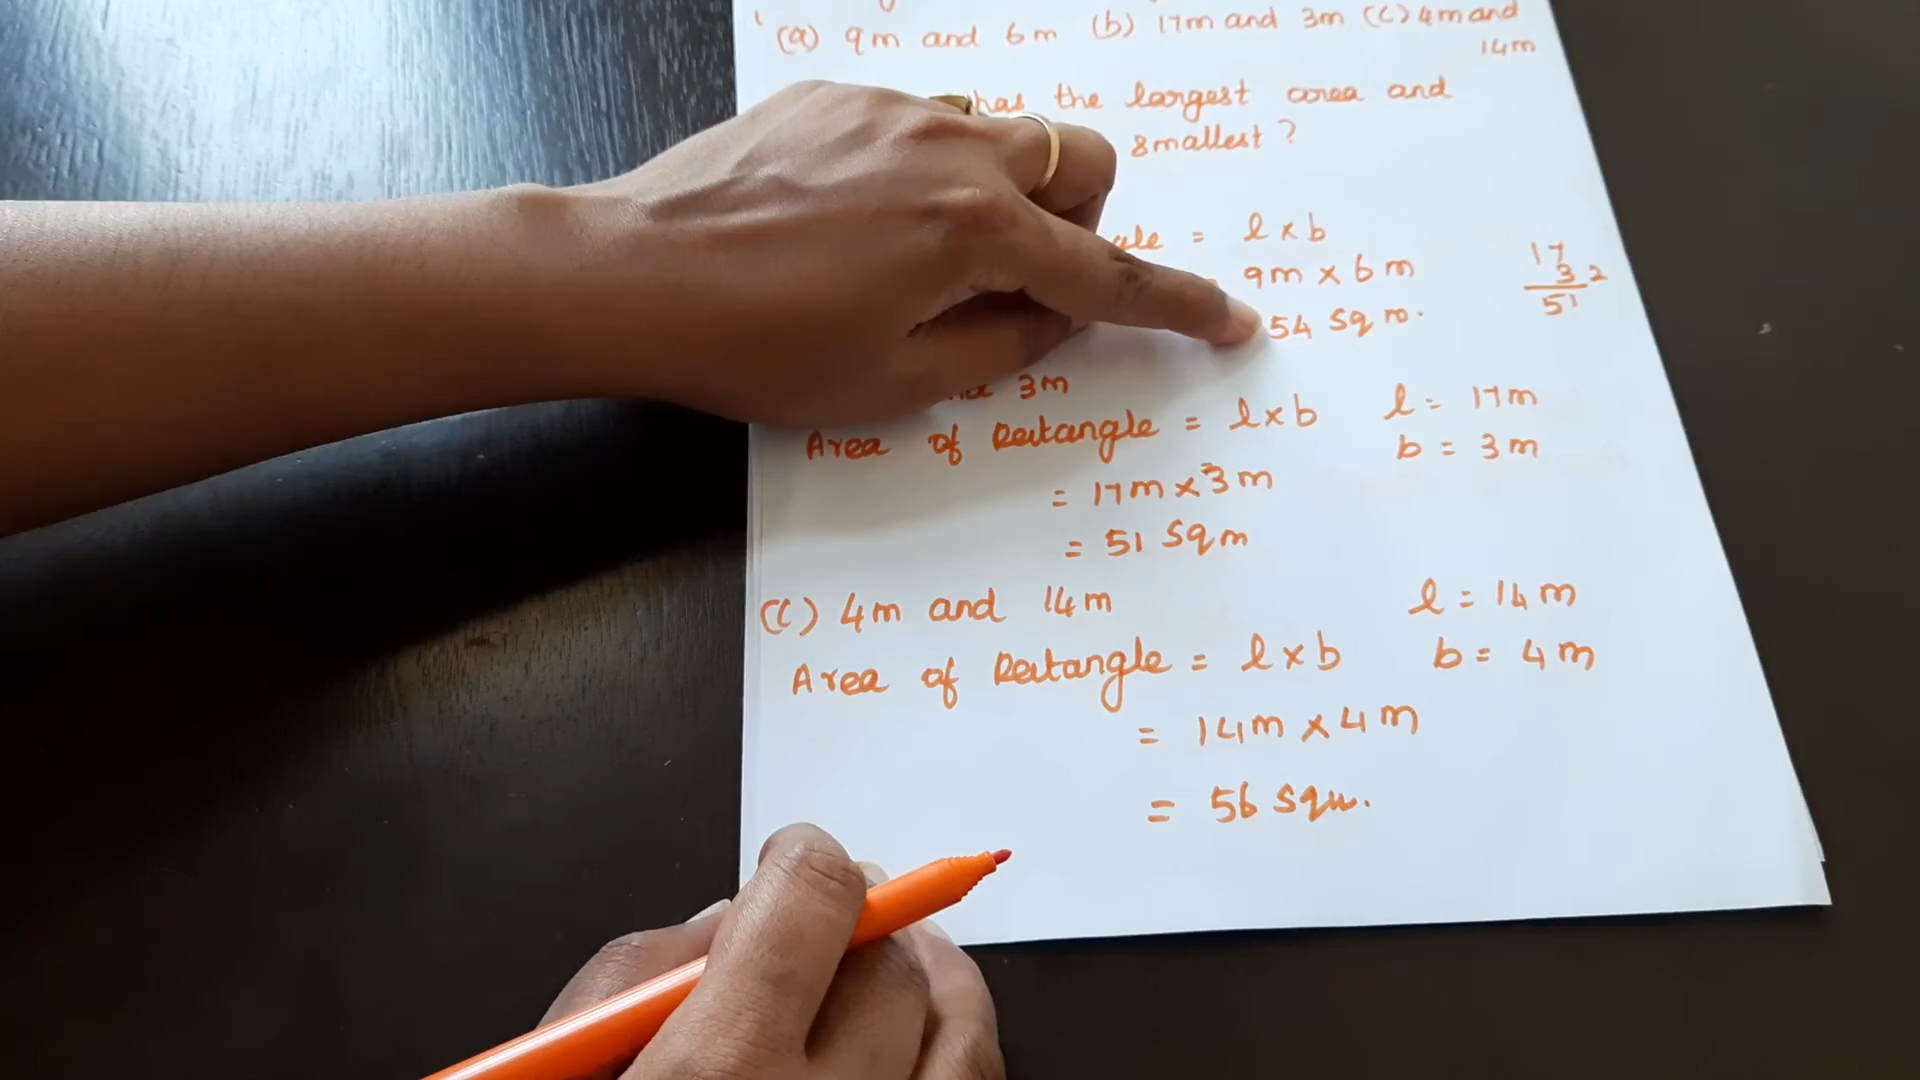 (a) 9m and 6m (b) 17m and 3m (c) 4m and
14m
has the largest area and
smallest?
= l x b
9m x 6m
54 sq m.
17
3 2
51
3m
Area of Rectangle = l x b
l = 17m
b = 3m
= 17m x 3m
= 51 sq m
(c) 4m and 14m
l = 14m
Area of Rectangle = l x b
b = 4m
= 14m x 4m
= 56 sqm.